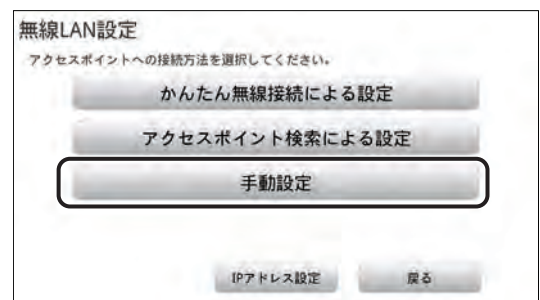 無線LAN設定
アクセスポイントへの接続方法を選択してください。
かんたん無線接続による設定
アクセスポイント検索による設定
手動設定
IPアドレス設定 戻る